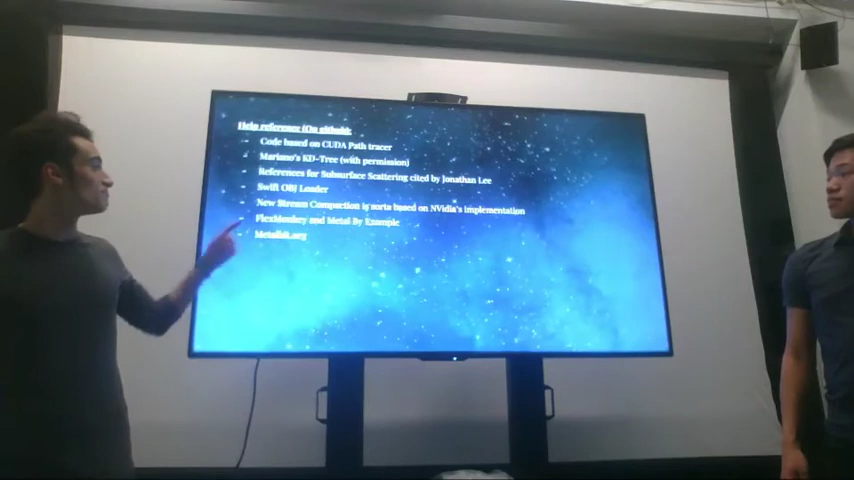 Help reference (On github):
Code based on CUDA Path tracer
Mariano's KD-Tree (with permission)
References for Subsurface Scattering cited by Jonathan Lee
Swift OBJ Loader
New Stream Compaction is sorta based on NVidia's implementation
FlexMonkey and Metal By Example